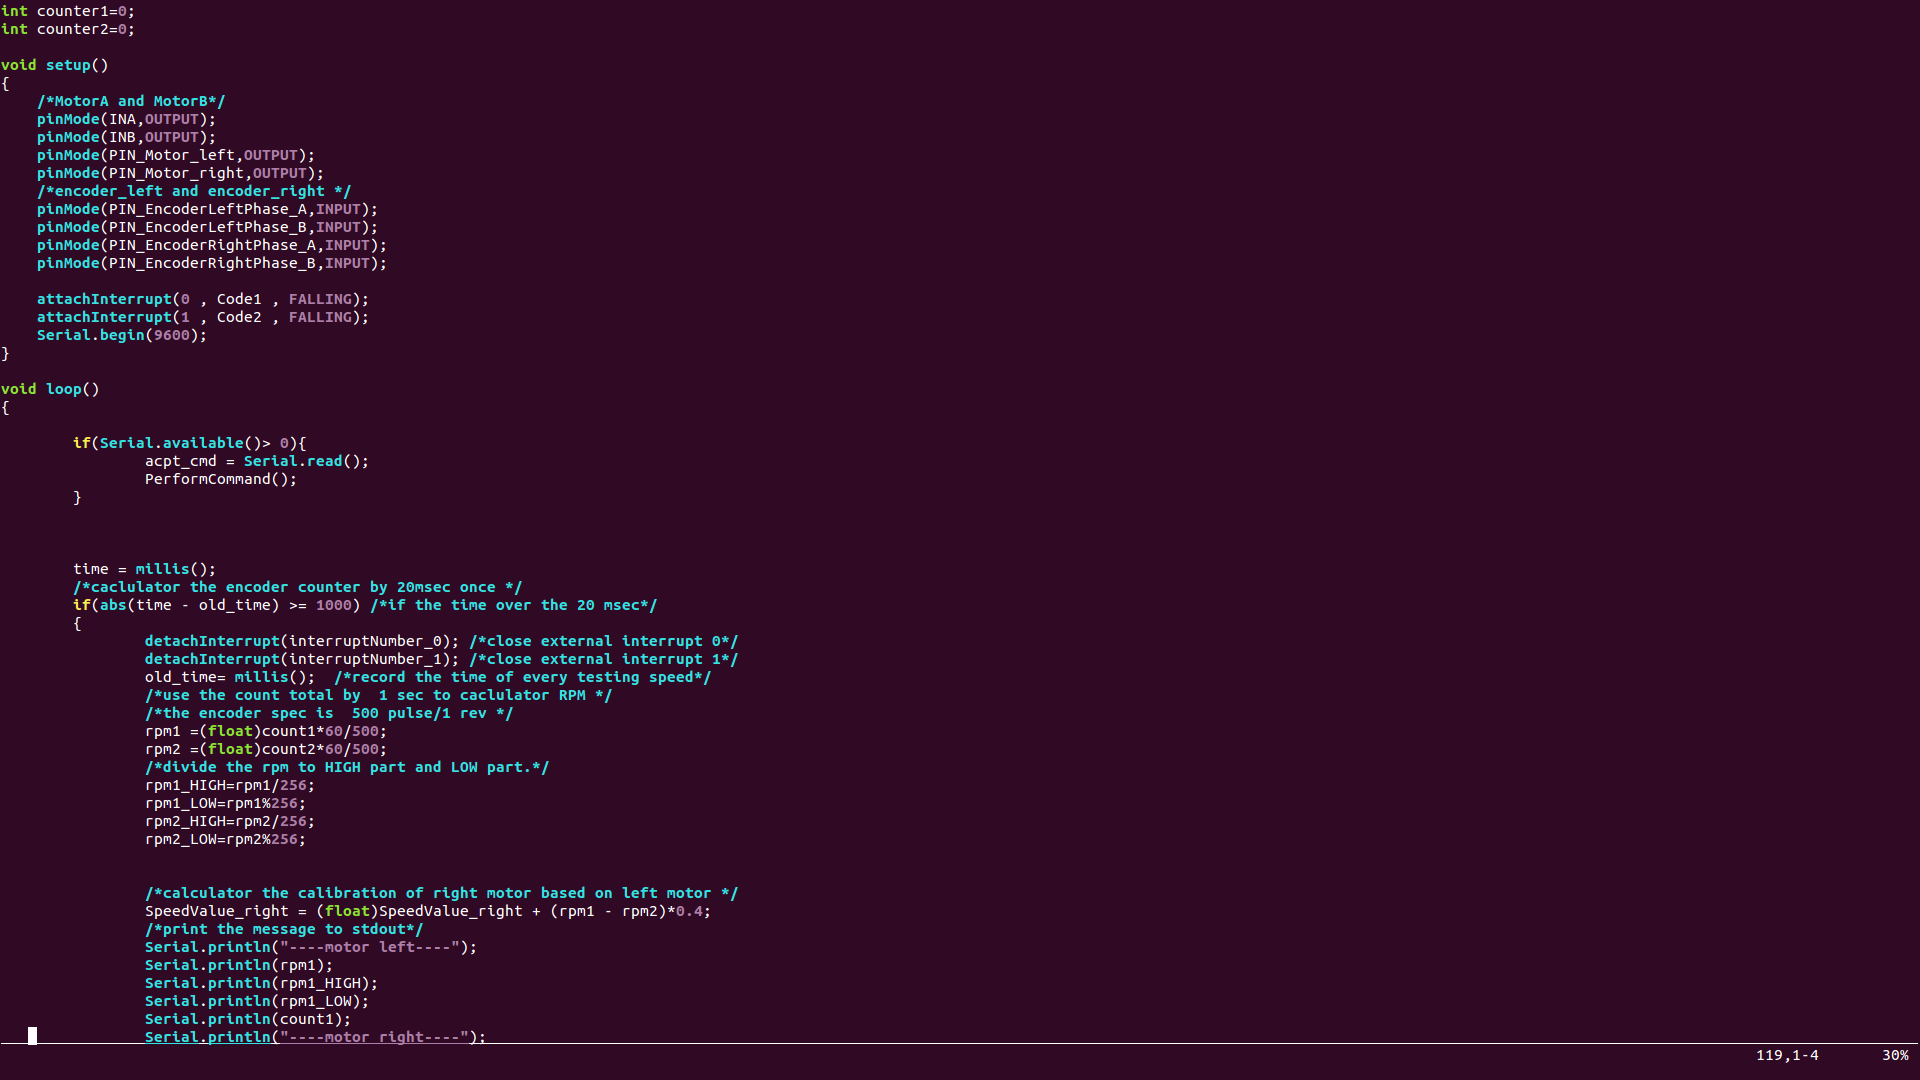 int counter1=0;
int counter2=0;

void setup()
{
    /*MotorA and MotorB*/
    pinMode(INA,OUTPUT);
    pinMode(INB,OUTPUT);
    pinMode(PIN_Motor_left,OUTPUT);
    pinMode(PIN_Motor_right,OUTPUT);
    /*encoder_left and encoder_right */
    pinMode(PIN_EncoderLeftPhase_A,INPUT);
    pinMode(PIN_EncoderLeftPhase_B,INPUT);
    pinMode(PIN_EncoderRightPhase_A,INPUT);
    pinMode(PIN_EncoderRightPhase_B,INPUT);

    attachInterrupt(0 , Code1 , FALLING);
    attachInterrupt(1 , Code2 , FALLING);
    Serial.begin(9600);
}

void loop()
{

        if(Serial.available()> 0){
                acpt_cmd = Serial.read();
                PerformCommand();
        }

        time = millis();
        /*caclulator the encoder counter by 20msec once */
        if(abs(time - old_time) >= 1000) /*if the time over the 20 msec*/
        {
                detachInterrupt(interruptNumber_0); /*close external interrupt 0*/
                detachInterrupt(interruptNumber_1); /*close external interrupt 1*/
                old_time= millis();  /*record the time of every testing speed*/
                /*use the count total by  1 sec to caclulator RPM */
                /*the encoder spec is  500 pulse/1 rev */
                rpm1 =(float)count1*60/500;
                rpm2 =(float)count2*60/500;
                /*divide the rpm to HIGH part and LOW part.*/
                rpm1_HIGH=rpm1/256;
                rpm1_LOW=rpm1%256;
                rpm2_HIGH=rpm2/256;
                rpm2_LOW=rpm2%256;

                /*calculator the calibration of right motor based on left motor */
                SpeedValue_right = (float)SpeedValue_right + (rpm1 - rpm2)*0.4;
                /*print the message to stdout*/
                Serial.println("----motor left----");
                Serial.println(rpm1);
                Serial.println(rpm1_HIGH);
                Serial.println(rpm1_LOW);
                Serial.println(count1);
                Serial.println("----motor right----");
119,1-4 30%